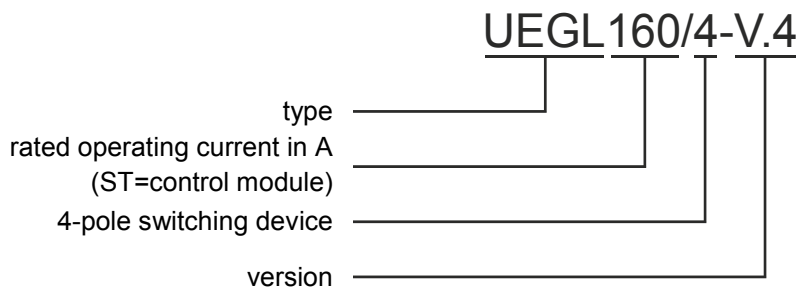 UEGL160/4-V.4
type
rated operating current in A
(ST=control module)
4-pole switching device
version